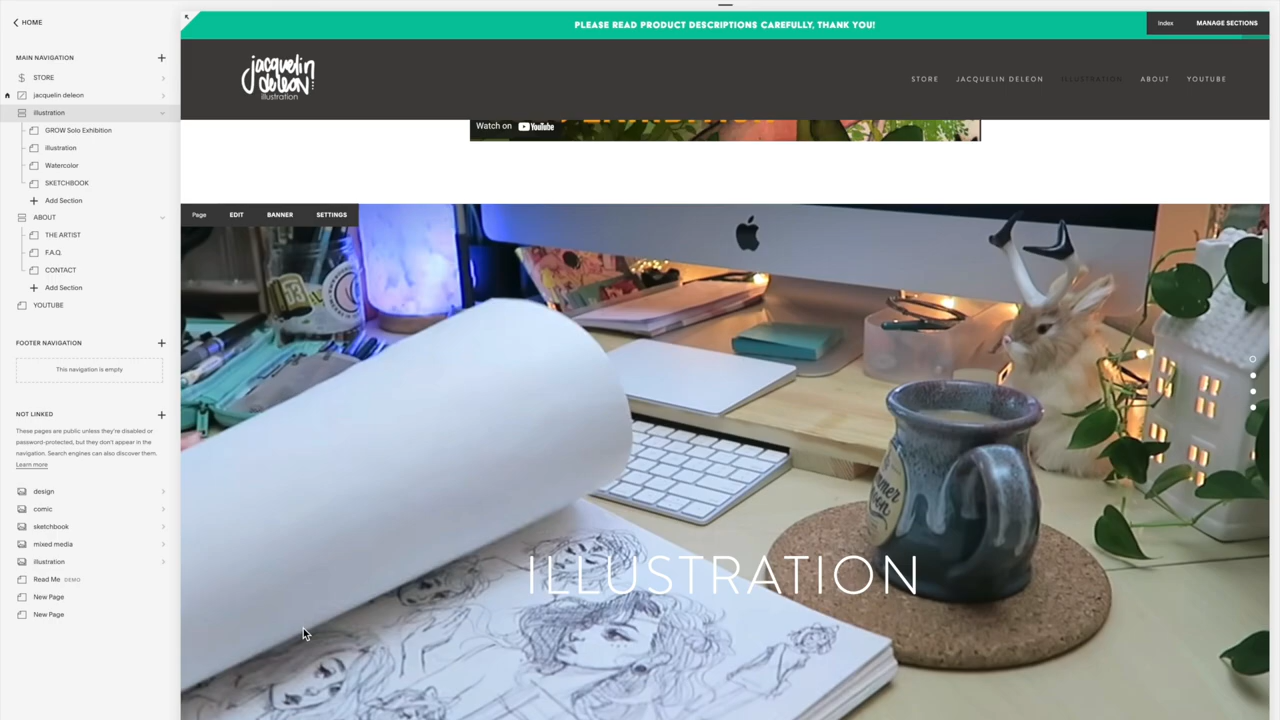 HOME
MAIN NAVIGATION
STORE
jacquelin deleon
illustration
GROW Solo Exhibition
illustration
Watercolor
SKETCHBOOK
Add Section
ABOUT
THE ARTIST
F.A.Q.
CONTACT
Add Section
YOUTUBE
FOOTER NAVIGATION
This navigation is empty
NOT LINKED
These pages are public unless they're disabled or
password-protected, but they don't appear in the
navigation. Search engines can also discover them.
Learn more
design
comic
sketchbook
mixed media
illustration
Read Me DEMO
New Page
New Page
PLEASE READ PRODUCT DESCRIPTIONS CAREFULLY, THANK YOU!
Index MANAGE SECTIONS
jacquelin
deleon
illustration
STORE JACQUELIN DELEON ILLUSTRATION ABOUT YOUTUBE
Watch on YouTube
Page EDIT BANNER SETTINGS
13
ILLUSTRATION